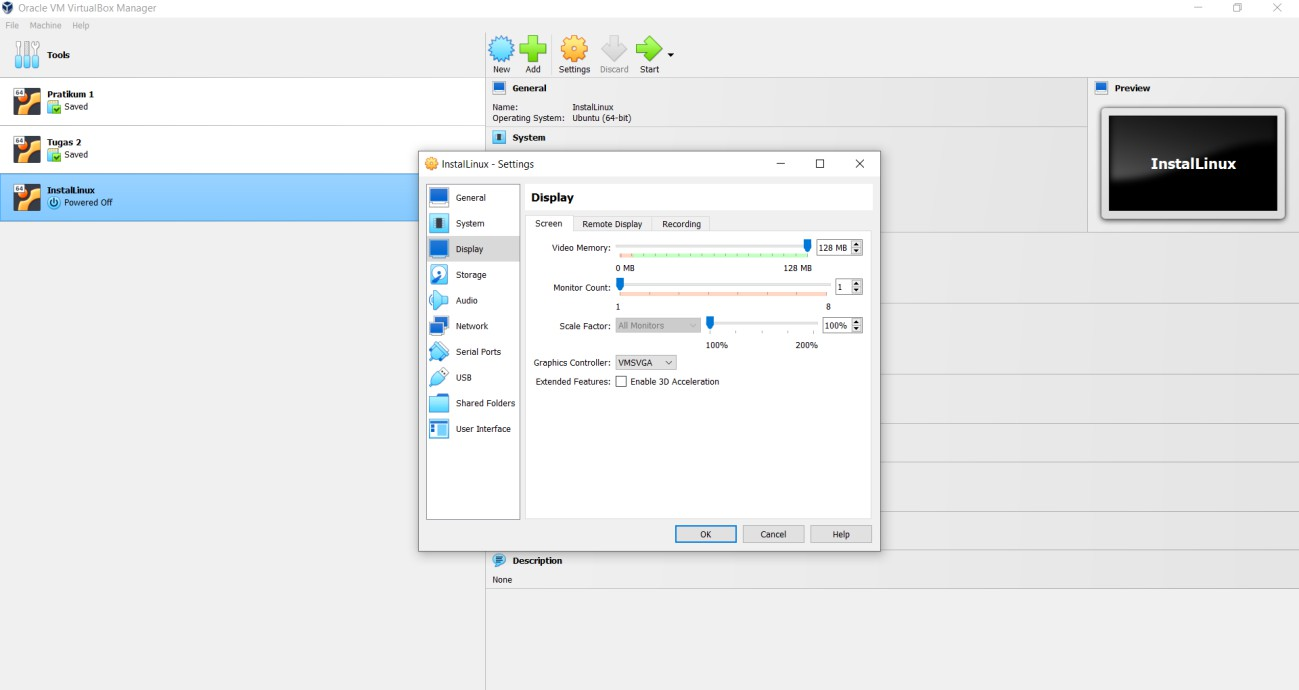 Oracle VM VirtualBox Manager
File Machine Help
Tools
New Add Settings Discard Start
64
Pratikum 1
Saved
64
Tugas 2
Saved
64
InstalLinux
Powered Off
General
Name: InstalLinux
Operating System: Ubuntu (64-bit)
System
Preview
InstalLinux
InstalLinux - Settings
General
System
Display
Storage
Audio
Network
Serial Ports
USB
Shared Folders
User Interface
Display
Screen Remote Display Recording
Video Memory: 128 MB
0 MB 128 MB
Monitor Count: 1
1 8
Scale Factor: All Monitors 100%
100% 200%
Graphics Controller: VMSVGA
Extended Features: Enable 3D Acceleration
OK Cancel Help
Description
None